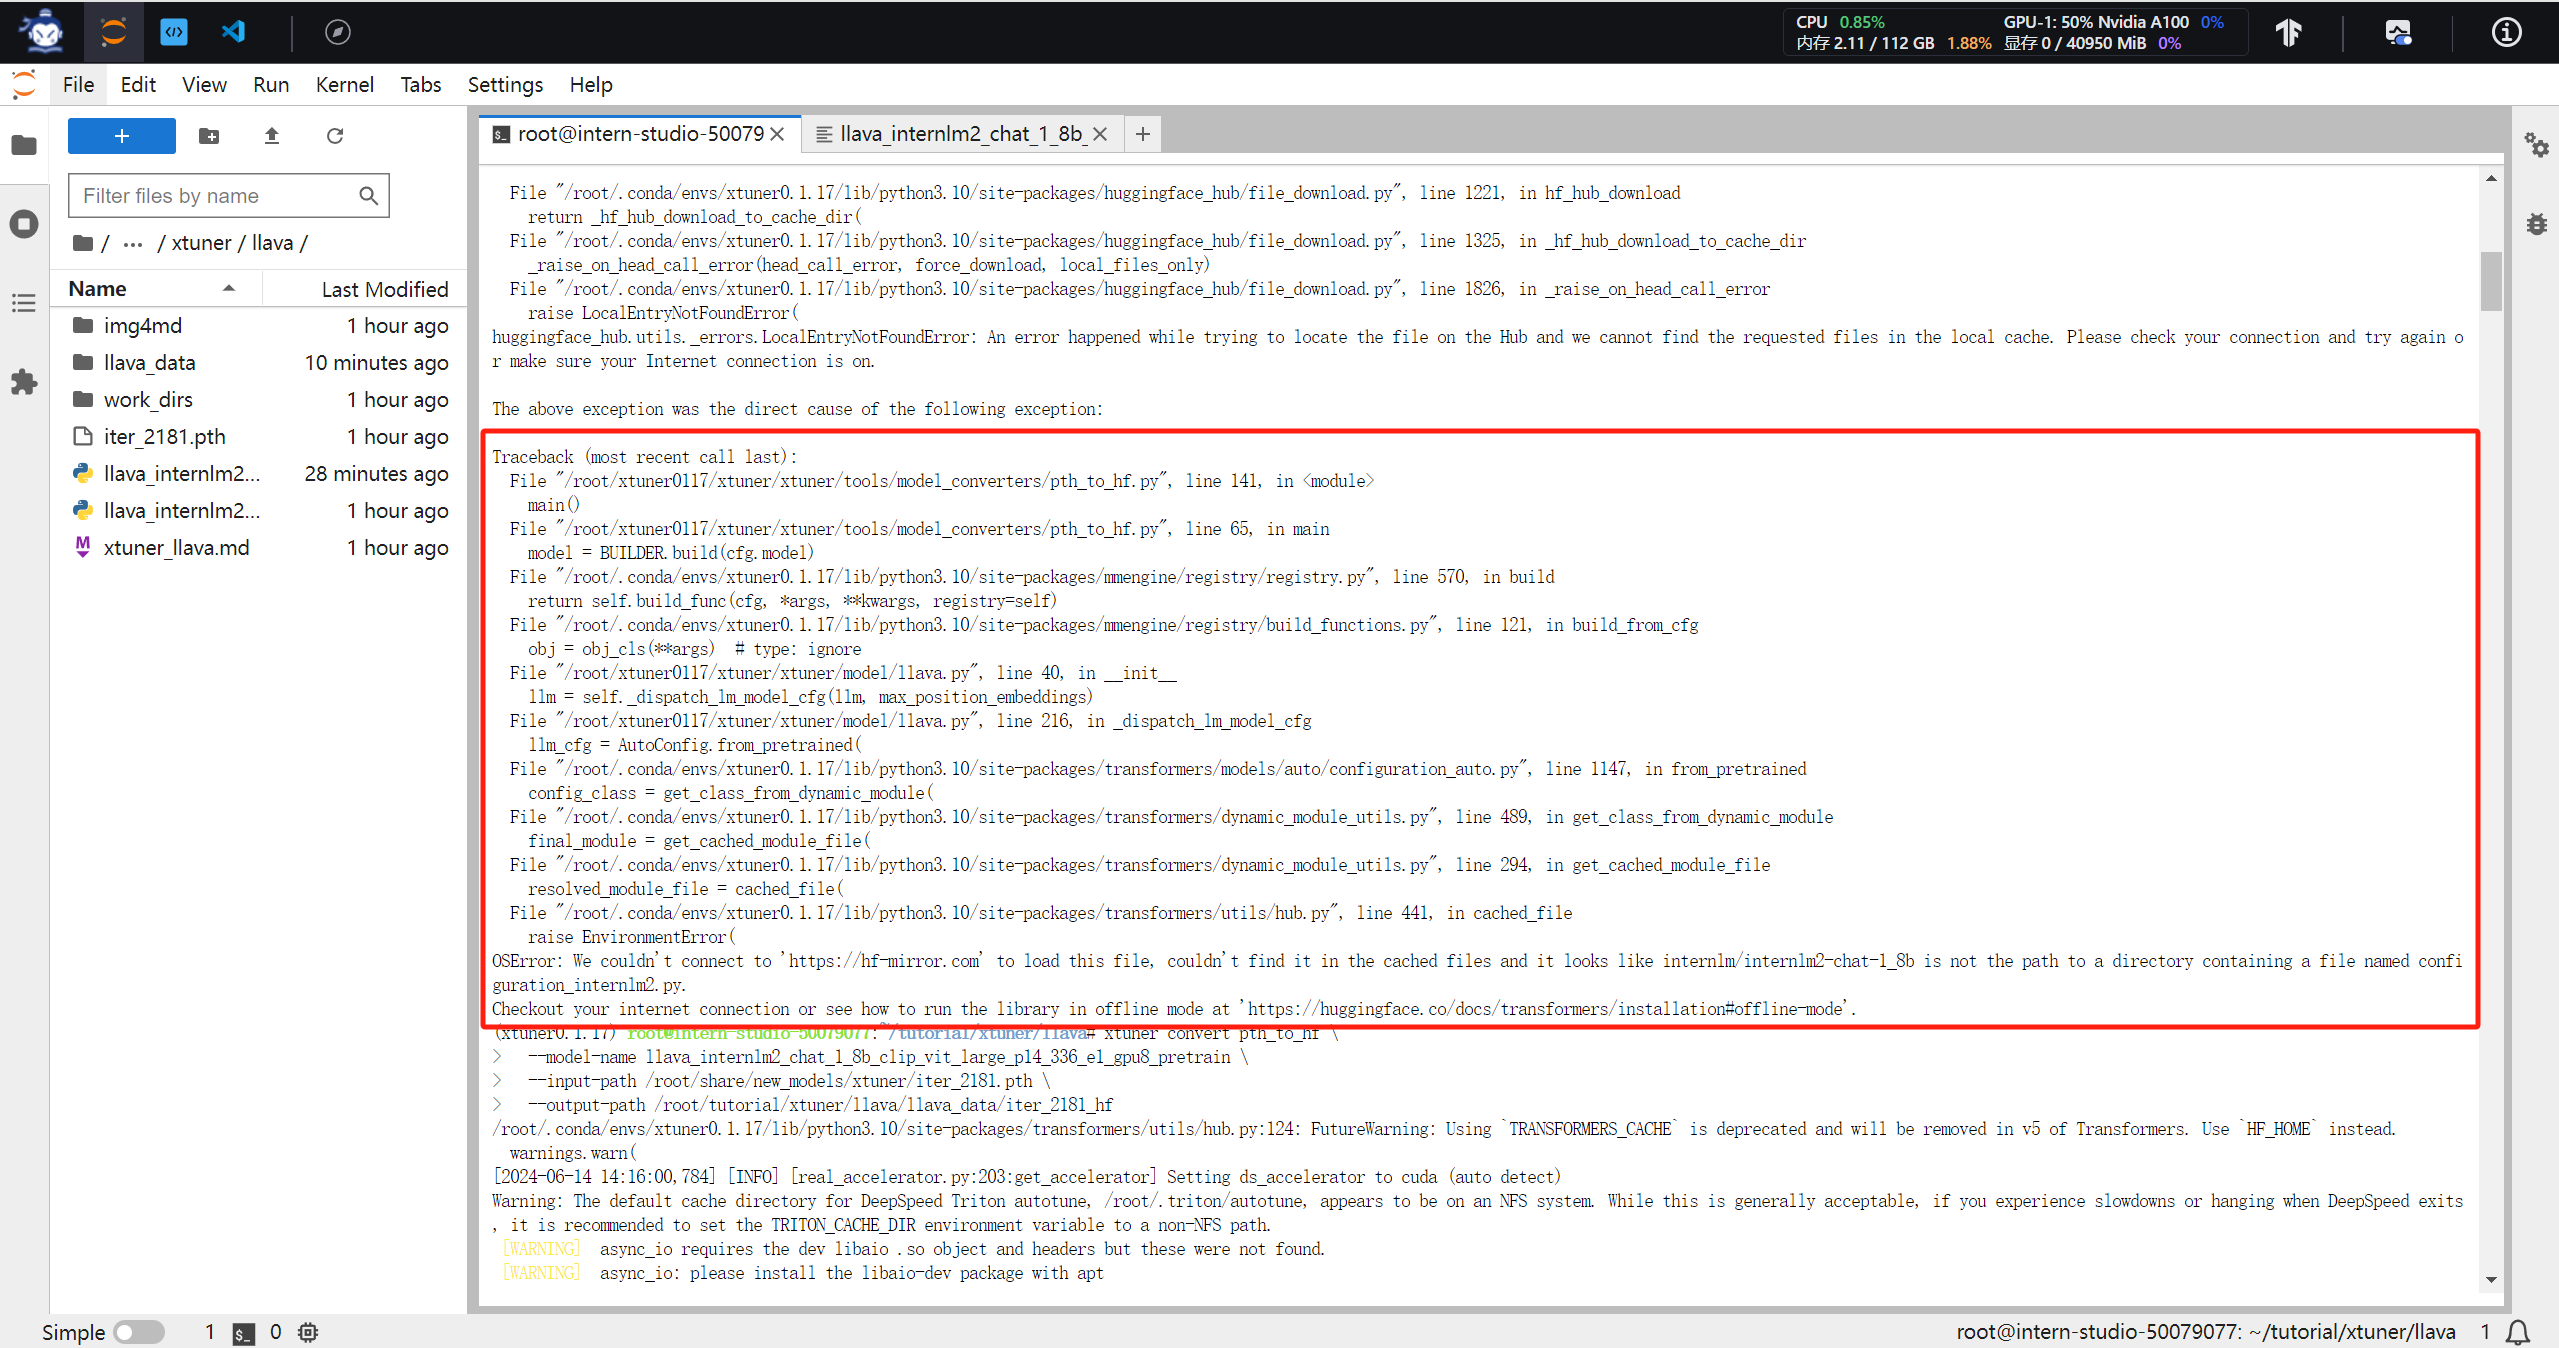 CPU 0.85% GPU-1: 50% Nvidia A100 0%
内存 2.11 / 112 GB 1.88% 显存 0 / 40950 MiB 0%
File Edit View Run Kernel Tabs Settings Help
+
root@intern-studio-50079 × llava_internlm2_chat_1_8b_ × +
Filter files by name
/ ··· / xtuner / llava /
Name Last Modified
img4md 1 hour ago
llava_data 10 minutes ago
work_dirs 1 hour ago
iter_2181.pth 1 hour ago
llava_internlm2... 28 minutes ago
llava_internlm2... 1 hour ago
xtuner_llava.md 1 hour ago
File "/root/.conda/envs/xtuner0.1.17/lib/python3.10/site-packages/huggingface_hub/file_download.py", line 1221, in hf_hub_download
return _hf_hub_download_to_cache_dir(
File "/root/.conda/envs/xtuner0.1.17/lib/python3.10/site-packages/huggingface_hub/file_download.py", line 1325, in _hf_hub_download_to_cache_dir
_raise_on_head_call_error(head_call_error, force_download, local_files_only)
File "/root/.conda/envs/xtuner0.1.17/lib/python3.10/site-packages/huggingface_hub/file_download.py", line 1826, in _raise_on_head_call_error
raise LocalEntryNotFoundError(
huggingface_hub.utils._errors.LocalEntryNotFoundError: An error happened while trying to locate the file on the Hub and we cannot find the requested files in the local cache. Please check your connection and try again o
r make sure your Internet connection is on.
The above exception was the direct cause of the following exception:
Traceback (most recent call last):
File "/root/xtuner0117/xtuner/xtuner/tools/model_converters/pth_to_hf.py", line 141, in <module>
main()
File "/root/xtuner0117/xtuner/xtuner/tools/model_converters/pth_to_hf.py", line 65, in main
model = BUILDER.build(cfg.model)
File "/root/.conda/envs/xtuner0.1.17/lib/python3.10/site-packages/mmengine/registry/registry.py", line 570, in build
return self.build_func(cfg, *args, **kwargs, registry=self)
File "/root/.conda/envs/xtuner0.1.17/lib/python3.10/site-packages/mmengine/registry/build_functions.py", line 121, in build_from_cfg
obj = obj_cls(**args)  # type: ignore
File "/root/xtuner0117/xtuner/xtuner/model/llava.py", line 40, in __init__
llm = self._dispatch_lm_model_cfg(llm, max_position_embeddings)
File "/root/xtuner0117/xtuner/xtuner/model/llava.py", line 216, in _dispatch_lm_model_cfg
llm_cfg = AutoConfig.from_pretrained(
File "/root/.conda/envs/xtuner0.1.17/lib/python3.10/site-packages/transformers/models/auto/configuration_auto.py", line 1147, in from_pretrained
config_class = get_class_from_dynamic_module(
File "/root/.conda/envs/xtuner0.1.17/lib/python3.10/site-packages/transformers/dynamic_module_utils.py", line 489, in get_class_from_dynamic_module
final_module = get_cached_module_file(
File "/root/.conda/envs/xtuner0.1.17/lib/python3.10/site-packages/transformers/dynamic_module_utils.py", line 294, in get_cached_module_file
resolved_module_file = cached_file(
File "/root/.conda/envs/xtuner0.1.17/lib/python3.10/site-packages/transformers/utils/hub.py", line 441, in cached_file
raise EnvironmentError(
OSError: We couldn't connect to 'https://hf-mirror.com' to load this file, couldn't find it in the cached files and it looks like internlm/internlm2-chat-1_8b is not the path to a directory containing a file named confi
guration_internlm2.py.
Checkout your internet connection or see how to run the library in offline mode at 'https://huggingface.co/docs/transformers/installation#offline-mode'.
(xtuner0.1.17) root@intern-studio-50079077:~/tutorial/xtuner/llava# xtuner convert pth_to_hf \
>   --model-name llava_internlm2_chat_1_8b_clip_vit_large_p14_336_e1_gpu8_pretrain \
>   --input-path /root/share/new_models/xtuner/iter_2181.pth \
>   --output-path /root/tutorial/xtuner/llava/llava_data/iter_2181_hf
/root/.conda/envs/xtuner0.1.17/lib/python3.10/site-packages/transformers/utils/hub.py:124: FutureWarning: Using `TRANSFORMERS_CACHE` is deprecated and will be removed in v5 of Transformers. Use `HF_HOME` instead.
warnings.warn(
[2024-06-14 14:16:00,784] [INFO] [real_accelerator.py:203:get_accelerator] Setting ds_accelerator to cuda (auto detect)
Warning: The default cache directory for DeepSpeed Triton autotune, /root/.triton/autotune, appears to be on an NFS system. While this is generally acceptable, if you experience slowdowns or hanging when DeepSpeed exits
, it is recommended to set the TRITON_CACHE_DIR environment variable to a non-NFS path.
[WARNING]  async_io requires the dev libaio .so object and headers but these were not found.
[WARNING]  async_io: please install the libaio-dev package with apt
Simple 1 $_ 0 root@intern-studio-50079077: ~/tutorial/xtuner/llava 1